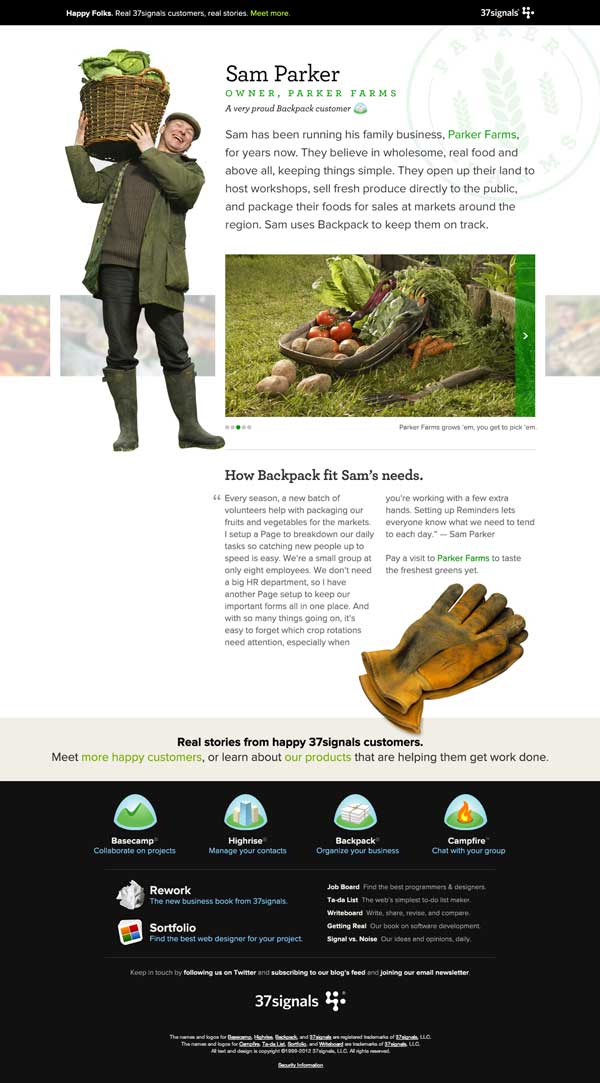 Happy Folks. Real 37signals customers, real stories. Meet more.
37signals
PARKER
FARMS
Sam Parker
OWNER, PARKER FARMS
A very proud Backpack customer
Sam has been running his family business, Parker Farms,
for years now. They believe in wholesome, real food and
above all, keeping things simple. They open up their land to
host workshops, sell fresh produce directly to the public,
and package their foods for sales at markets around the
region. Sam uses Backpack to keep them on track.
Parker Farms grows 'em, you get to pick 'em
How Backpack fit Sam's needs.
“ Every season, a new batch of
volunteers help with packaging our
fruits and vegetables for the markets.
I setup a Page to breakdown our daily
tasks so catching new people up to
speed is easy. We're a small group at
only eight employees. We don't need
a big HR department, so I have
another Page setup to keep our
important forms all in one place. And
with so many things going on, it's
easy to forget which crop rotations
need attention, especially when
you're working with a few extra
hands. Setting up Reminders lets
everyone know what we need to tend
to each day.” — Sam Parker
Pay a visit to Parker Farms to taste
the freshest greens yet.
Real stories from happy 37signals customers.
Meet more happy customers, or learn about our products that are helping them get work done.
Basecamp®
Collaborate on projects
Highrise®
Manage your contacts
Backpack®
Organize your business
Campfire™
Chat with your group
Rework
The new business book from 37signals.
Sortfolio
Find the best web designer for your project.
Job Board Find the best programmers & designers.
Ta-da List The web's simplest to-do list maker.
Writeboard Write, share, revise, and compare.
Getting Real Our book on software development.
Signal vs. Noise Our ideas and opinions, daily.
Keep in touch by following us on Twitter and subscribing to our blog's feed and joining our email newsletter.
37signals ®
The names and logos for Basecamp, Highrise, Backpack, and 37signals are registered trademarks of 37signals, LLC.
The names and logos for Campfire, Ta-da List, Sortfolio, and Writeboard are trademarks of 37signals, LLC.
All text and design is copyright ©1999-2012 37signals, LLC. All rights reserved.
Security Information